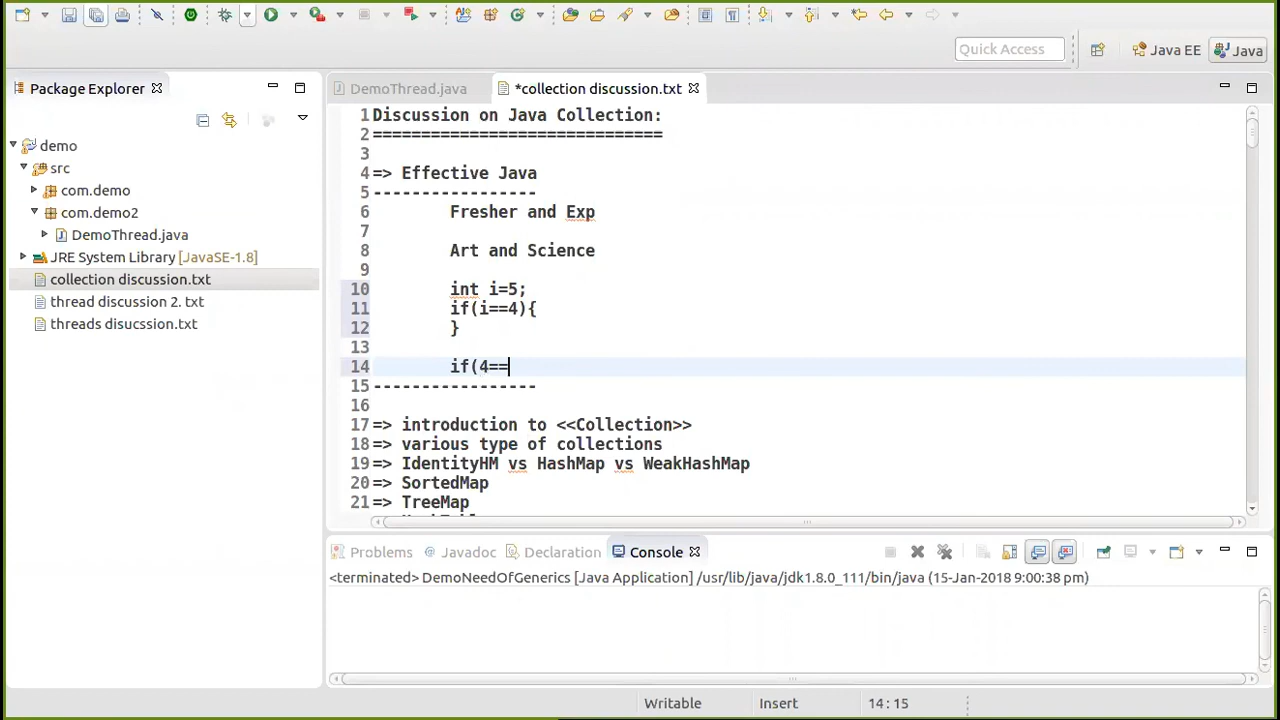 Quick Access
Java EE
Java
Package Explorer
demo
src
com.demo
com.demo2
DemoThread.java
JRE System Library [JavaSE-1.8]
collection discussion.txt
thread discussion 2. txt
threads disucssion.txt
DemoThread.java
*collection discussion.txt
1 Discussion on Java Collection:
2 ==============================
3
4 => Effective Java
5 -----------------
6 Fresher and Exp
7
8 Art and Science
9
10 int i=5;
11 if(i==4){
12 }
13
14 if(4==
15 -----------------
16
17 => introduction to <<Collection>>
18 => various type of collections
19 => IdentityHM vs HashMap vs WeakHashMap
20 => SortedMap
21 => TreeMap
Problems
Javadoc
Declaration
Console
<terminated> DemoNeedOfGenerics [Java Application] /usr/lib/java/jdk1.8.0_111/bin/java (15-Jan-2018 9:00:38 pm)
Writable
Insert
14 : 15